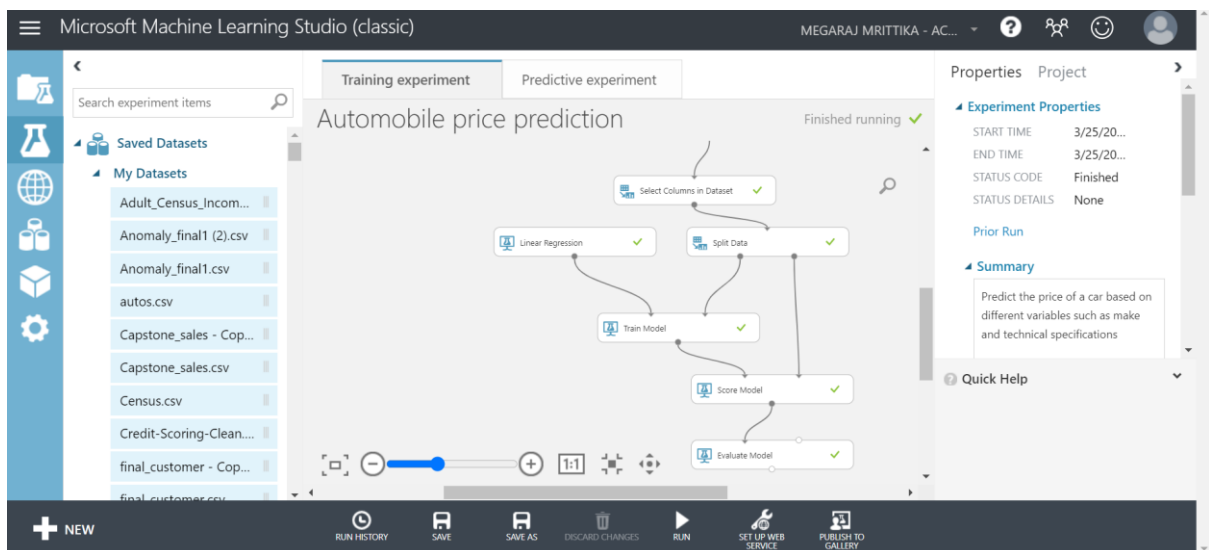 Microsoft Machine Learning Studio (classic)
MEGARAJ MRITTIKA - AC...
?
Search experiment items
Saved Datasets
My Datasets
Adult_Census_Incom...
Anomaly_final1 (2).csv
Anomaly_final1.csv
autos.csv
Capstone_sales - Cop...
Capstone_sales.csv
Census.csv
Credit-Scoring-Clean....
final_customer - Cop...
final_customer.csv
Training experiment
Predictive experiment
Automobile price prediction
Finished running
Select Columns in Dataset
Linear Regression
Split Data
Train Model
Score Model
Evaluate Model
1:1
Properties Project
Experiment Properties
START TIME 3/25/20...
END TIME 3/25/20...
STATUS CODE Finished
STATUS DETAILS None
Prior Run
Summary
Predict the price of a car based on
different variables such as make
and technical specifications
? Quick Help
NEW
RUN HISTORY
SAVE
SAVE AS
DISCARD CHANGES
RUN
SET UP WEB
SERVICE
PUBLISH TO
GALLERY